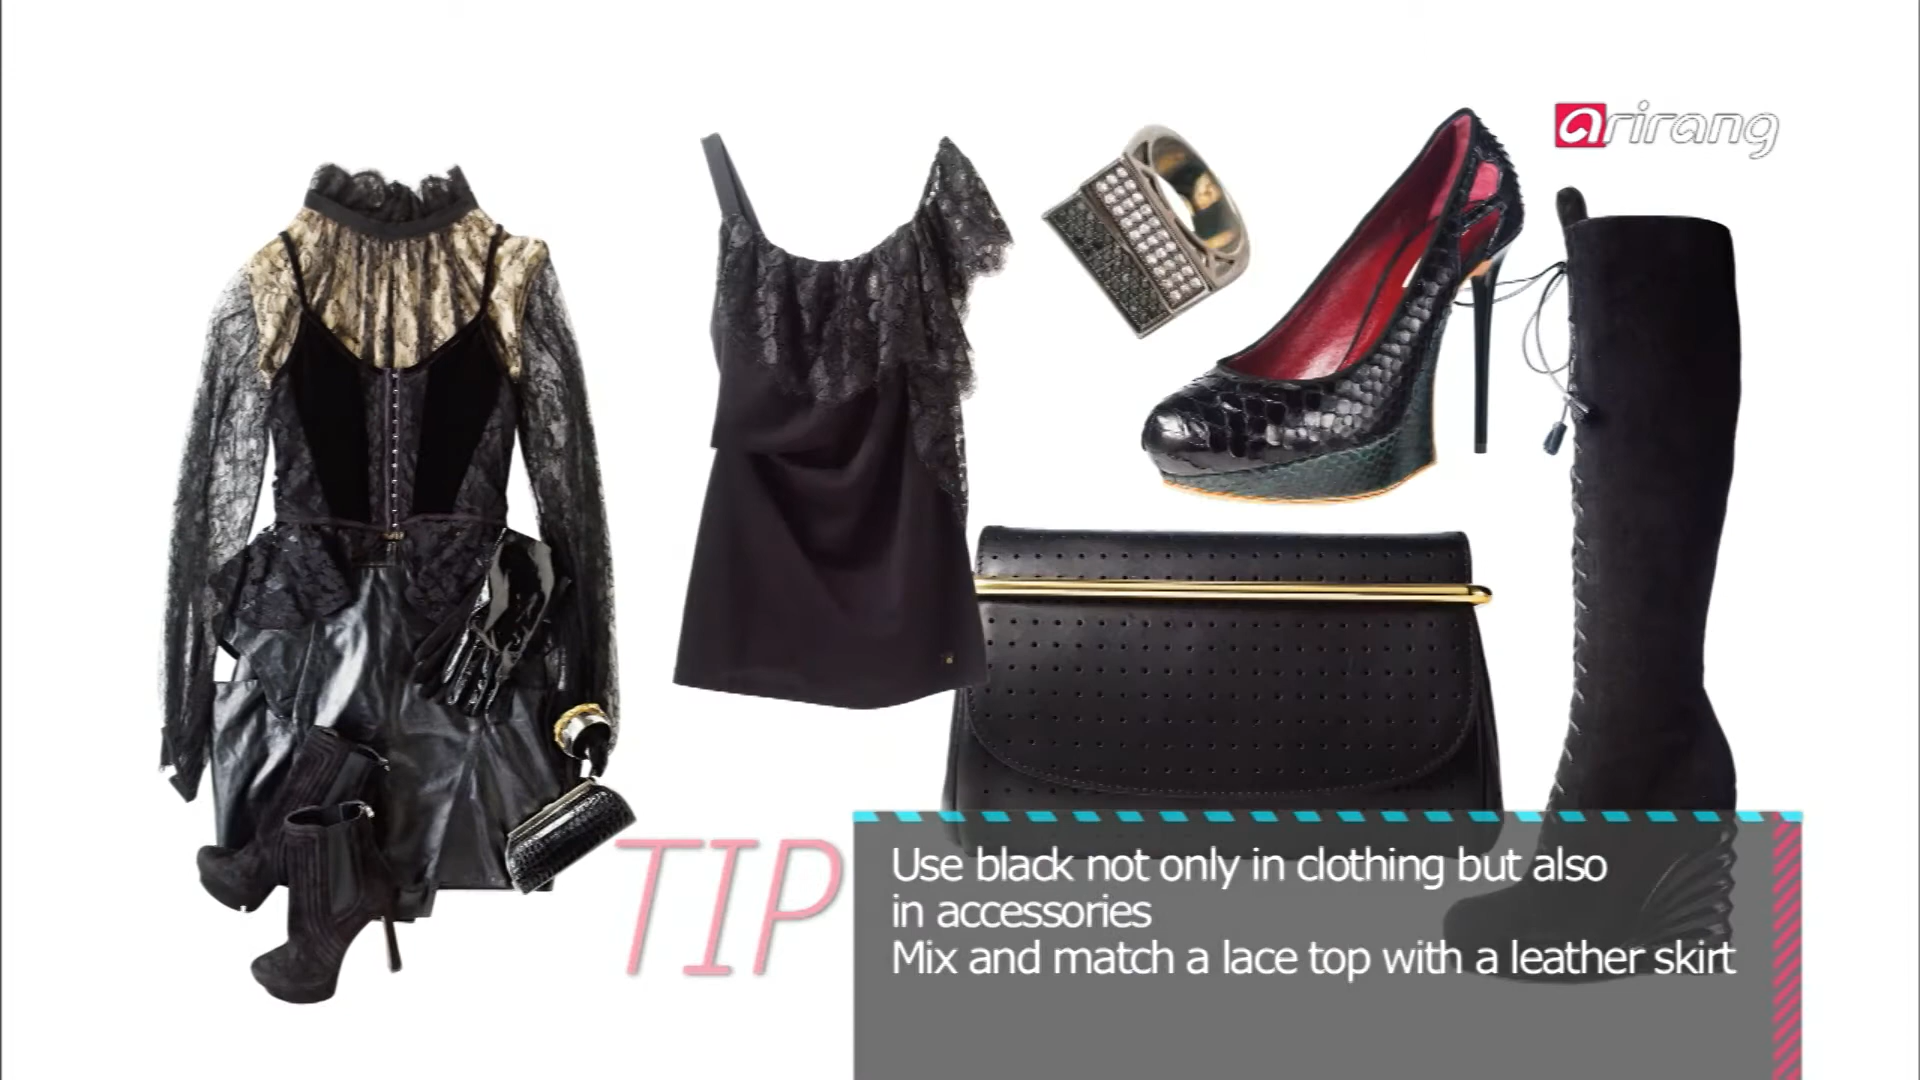 arirang
TIP
Use black not only in clothing but also
in accessories
Mix and match a lace top with a leather skirt